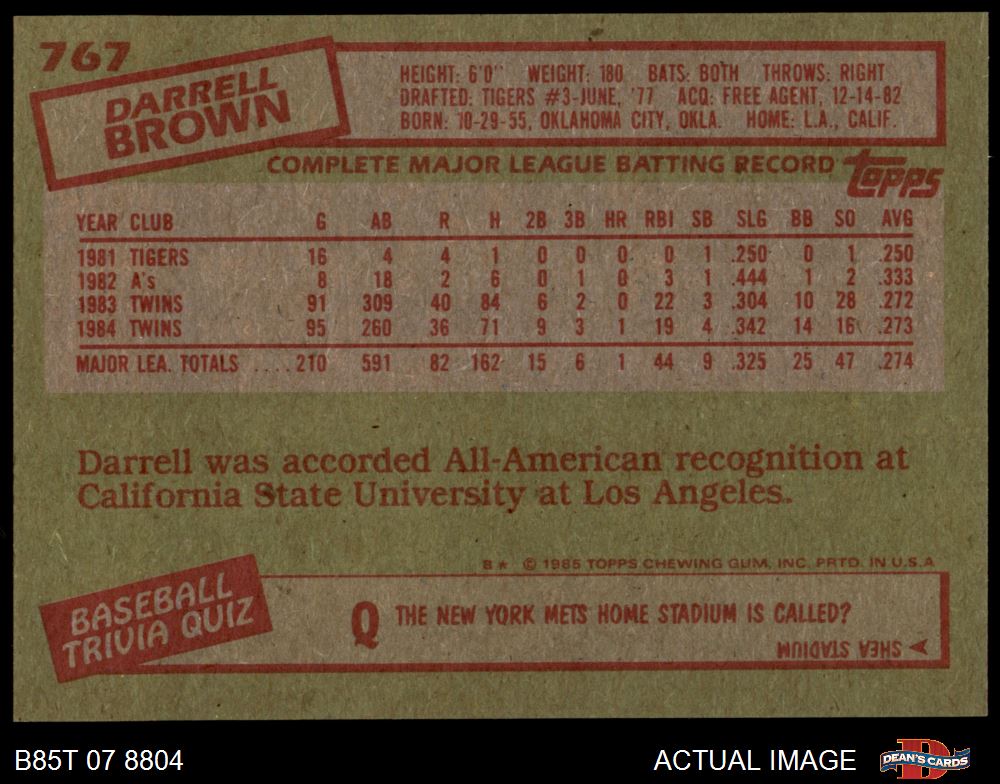 767
DARRELL
BROWN
HEIGHT: 6'0" WEIGHT: 180 BATS: BOTH THROWS: RIGHT
DRAFTED: TIGERS #3-JUNE, '77 ACQ: FREE AGENT, 12-14-82
BORN: 10-29-55, OKLAHOMA CITY, OKLA. HOME: L.A., CALIF.
COMPLETE MAJOR LEAGUE BATTING RECORD topps
YEAR CLUB G AB R H 2B 3B HR RBI SB SLG BB SO AVG
1981 TIGERS 16 4 4 1 0 0 0 0 1 .250 0 1 .250
1982 A's 8 18 2 6 0 1 0 3 1 .444 1 2 .333
1983 TWINS 91 309 40 84 6 2 0 22 3 .304 10 28 .272
1984 TWINS 95 260 36 71 9 3 1 19 4 .342 14 16 .273
MAJOR LEA. TOTALS ....210 591 82 162 15 6 1 44 9 .325 25 47 .274
Darrell was accorded All-American recognition at
California State University at Los Angeles.
B* © 1985 TOPPS CHEWING GUM, INC. PRTD. IN U.S.A.
BASEBALL
TRIVIA QUIZ
Q THE NEW YORK METS HOME STADIUM IS CALLED?
SHEA STADIUM
B85T 07 8804 ACTUAL IMAGE DEAN'S CARDS